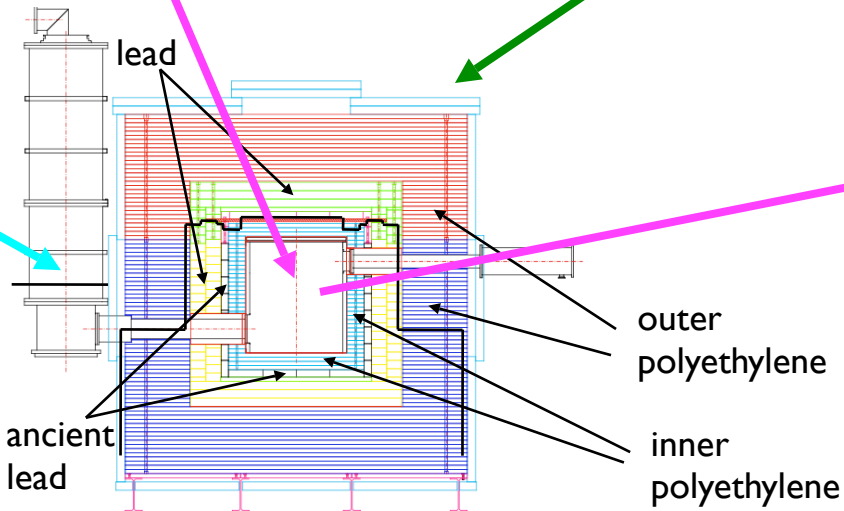 lead
outer
polyethylene
ancient
lead
inner
polyethylene